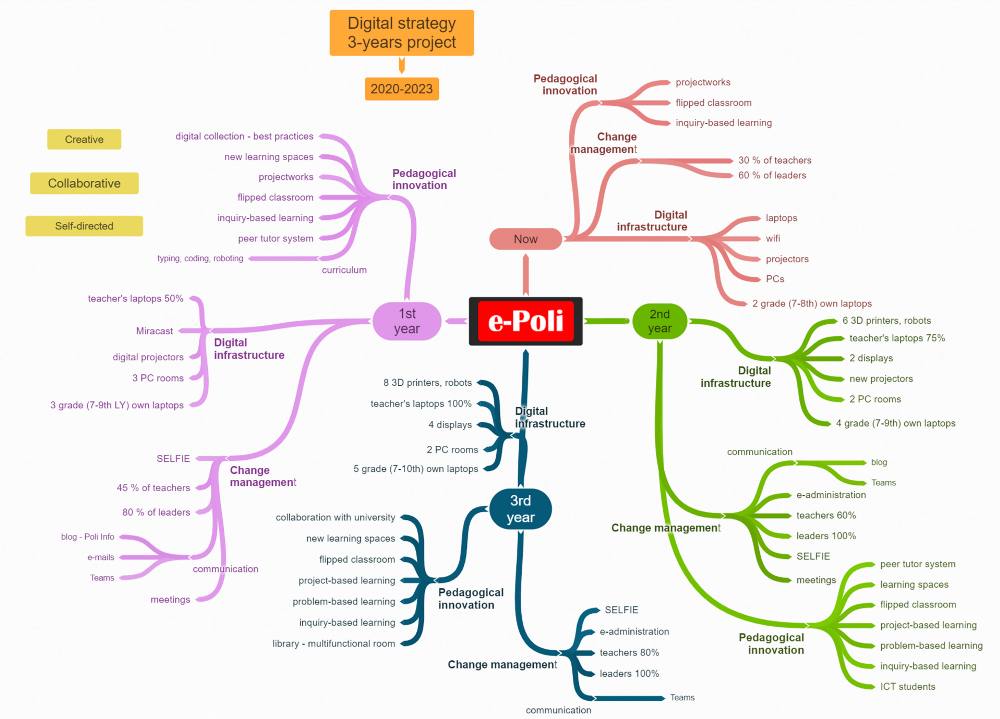 Digital strategy
3-years project
2020-2023
Creative
Collaborative
Self-directed
e-Poli
Now
Pedagogical
innovation
projectworks
flipped classroom
inquiry-based learning
Change
management
30 % of teachers
60 % of leaders
Digital
infrastructure
laptops
wifi
projectors
PCs
2 grade (7-8th) own laptops
1st
year
Pedagogical
innovation
digital collection - best practices
new learning spaces
projectworks
flipped classroom
inquiry-based learning
peer tutor system
curriculum
typing, coding, roboting
Digital
infrastructure
teacher's laptops 50%
Miracast
digital projectors
3 PC rooms
3 grade (7-9th LY) own laptops
Change
management
SELFIE
45 % of teachers
80 % of leaders
communication
blog - Poli Info
e-mails
Teams
meetings
2nd
year
Digital
infrastructure
6 3D printers, robots
teacher's laptops 75%
2 displays
new projectors
2 PC rooms
4 grade (7-9th) own laptops
Change management
communication
blog
Teams
e-administration
teachers 60%
leaders 100%
SELFIE
meetings
Pedagogical
innovation
peer tutor system
learning spaces
flipped classroom
project-based learning
problem-based learning
inquiry-based learning
ICT students
3rd
year
Digital
infrastructure
8 3D printers, robots
teacher's laptops 100%
4 displays
2 PC rooms
5 grade (7-10th) own laptops
Pedagogical
innovation
collaboration with university
new learning spaces
flipped classroom
project-based learning
problem-based learning
inquiry-based learning
library - multifunctional room
Change management
SELFIE
e-administration
teachers 80%
leaders 100%
communication
Teams